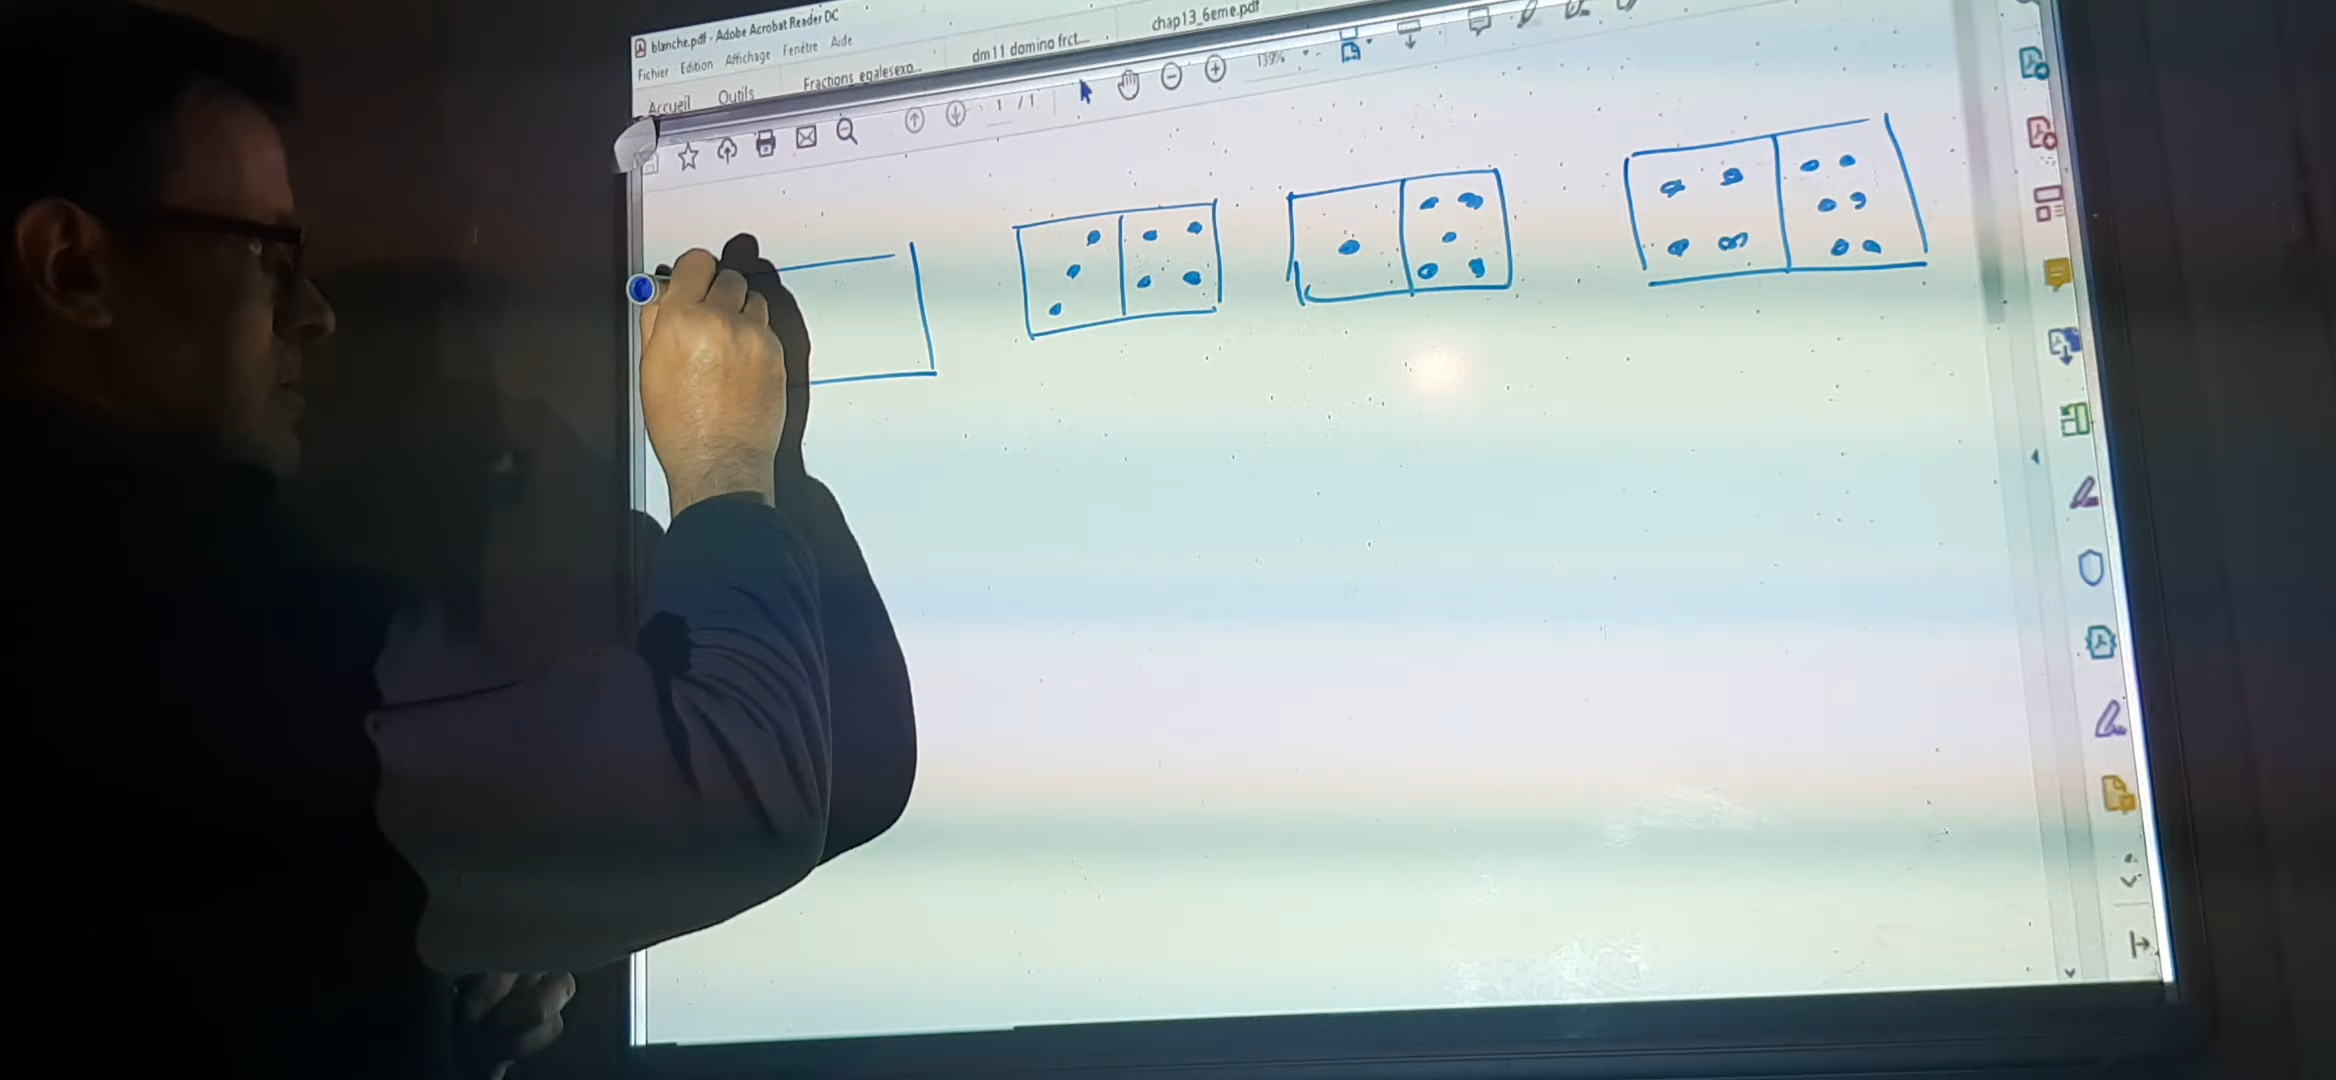 blanche.pdf - Adobe Acrobat Reader DC
Fichier Edition Affichage Fenêtre Aide
Accueil Outils Fractions_egalesexo... dm11 domino frct... chap13_6eme.pdf
1 / 1 139%